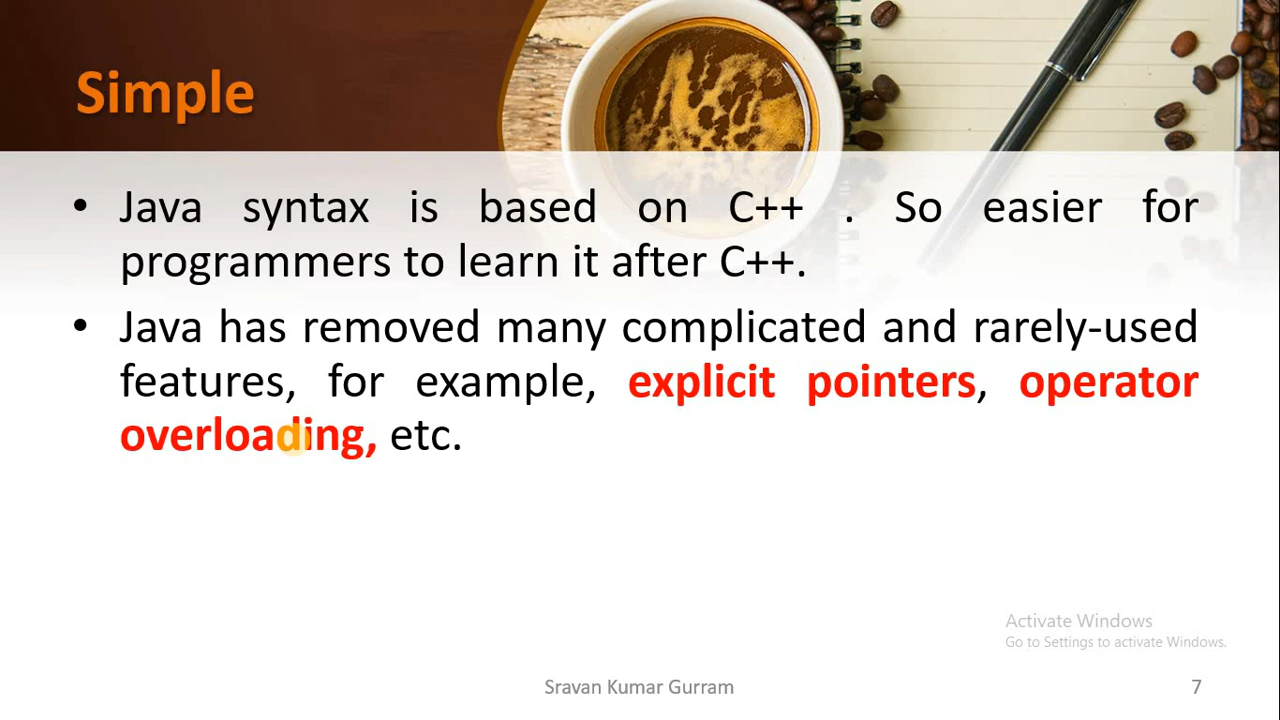 Simple
• Java syntax is based on C++ . So easier for
programmers to learn it after C++.
• Java has removed many complicated and rarely-used
features, for example, explicit pointers, operator
overloading, etc.
Activate Windows
Go to Settings to activate Windows.
Sravan Kumar Gurram
7